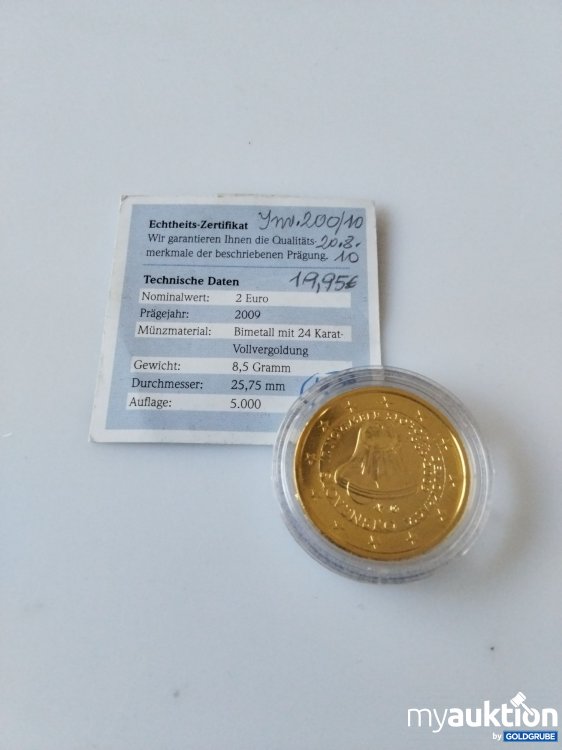 Echtheits-Zertifikat Inv.200/10
Wir garantieren Ihnen die Qualitäts- 20.8.
merkmale der beschriebenen Prägung. 10
Technische Daten 19,95€
Nominalwert: 2 Euro
Prägejahr: 2009
Münzmaterial: Bimetall mit 24 Karat-
Vollvergoldung
Gewicht: 8,5 Gramm
Durchmesser: 25,75 mm
Auflage: 5.000
myauktion
by GOLDGRUBE